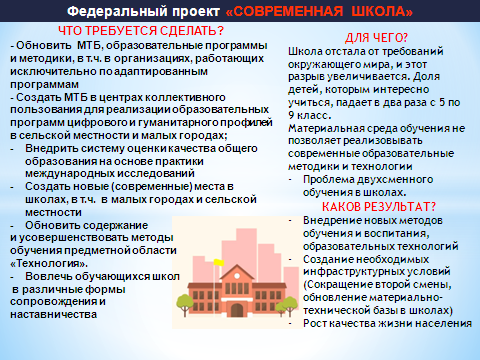 Федеральный проект «СОВРЕМЕННАЯ ШКОЛА»
ЧТО ТРЕБУЕТСЯ СДЕЛАТЬ?
- Обновить МТБ, образовательные программы
и методики, в т.ч. в организациях, работающих
исключительно по адаптированным
программам
- Создать МТБ в центрах коллективного
пользования для реализации образовательных
программ цифрового и гуманитарного профилей
в сельской местности и малых городах;
- Внедрить систему оценки качества общего
образования на основе практики
международных исследований
- Создать новые (современные) места в
школах, в т.ч. в малых городах и сельской
местности
- Обновить содержание
и усовершенствовать методы
обучения предметной области
«Технология».
- Вовлечь обучающихся школ
в различные формы
сопровождения и
наставничества
ДЛЯ ЧЕГО?
Школа отстала от требований
окружающего мира, и этот
разрыв увеличивается. Доля
детей, которым интересно
учиться, падает в два раза с 5 по
9 класс.
Материальная среда обучения не
позволяет реализовывать
современные образовательные
методики и технологии
- Проблема двухсменного
обучения в школах.
КАКОВ РЕЗУЛЬТАТ?
- Внедрение новых методов
обучения и воспитания,
образовательных технологий
- Создание необходимых
инфраструктурных условий
(Сокращение второй смены,
обновление материально-
технической базы в школах)
- Рост качества жизни населения